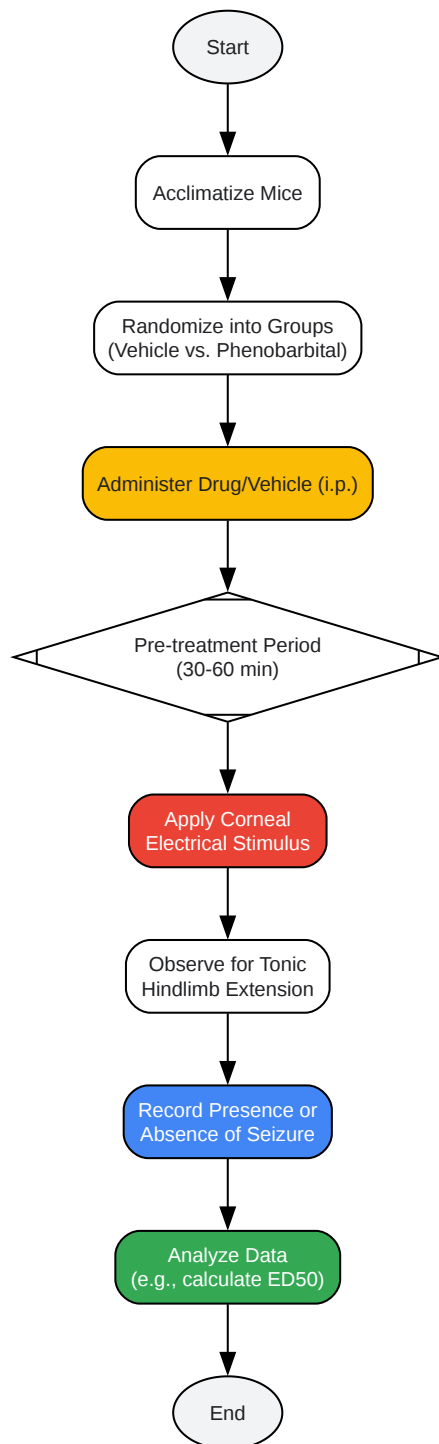 Start
Acclimatize Mice
Randomize into Groups
(Vehicle vs. Phenobarbital)
Administer Drug/Vehicle (i.p.)
Pre-treatment Period
(30-60 min)
Apply Corneal
Electrical Stimulus
Observe for Tonic
Hindlimb Extension
Record Presence or
Absence of Seizure
Analyze Data
(e.g., calculate ED50)
End